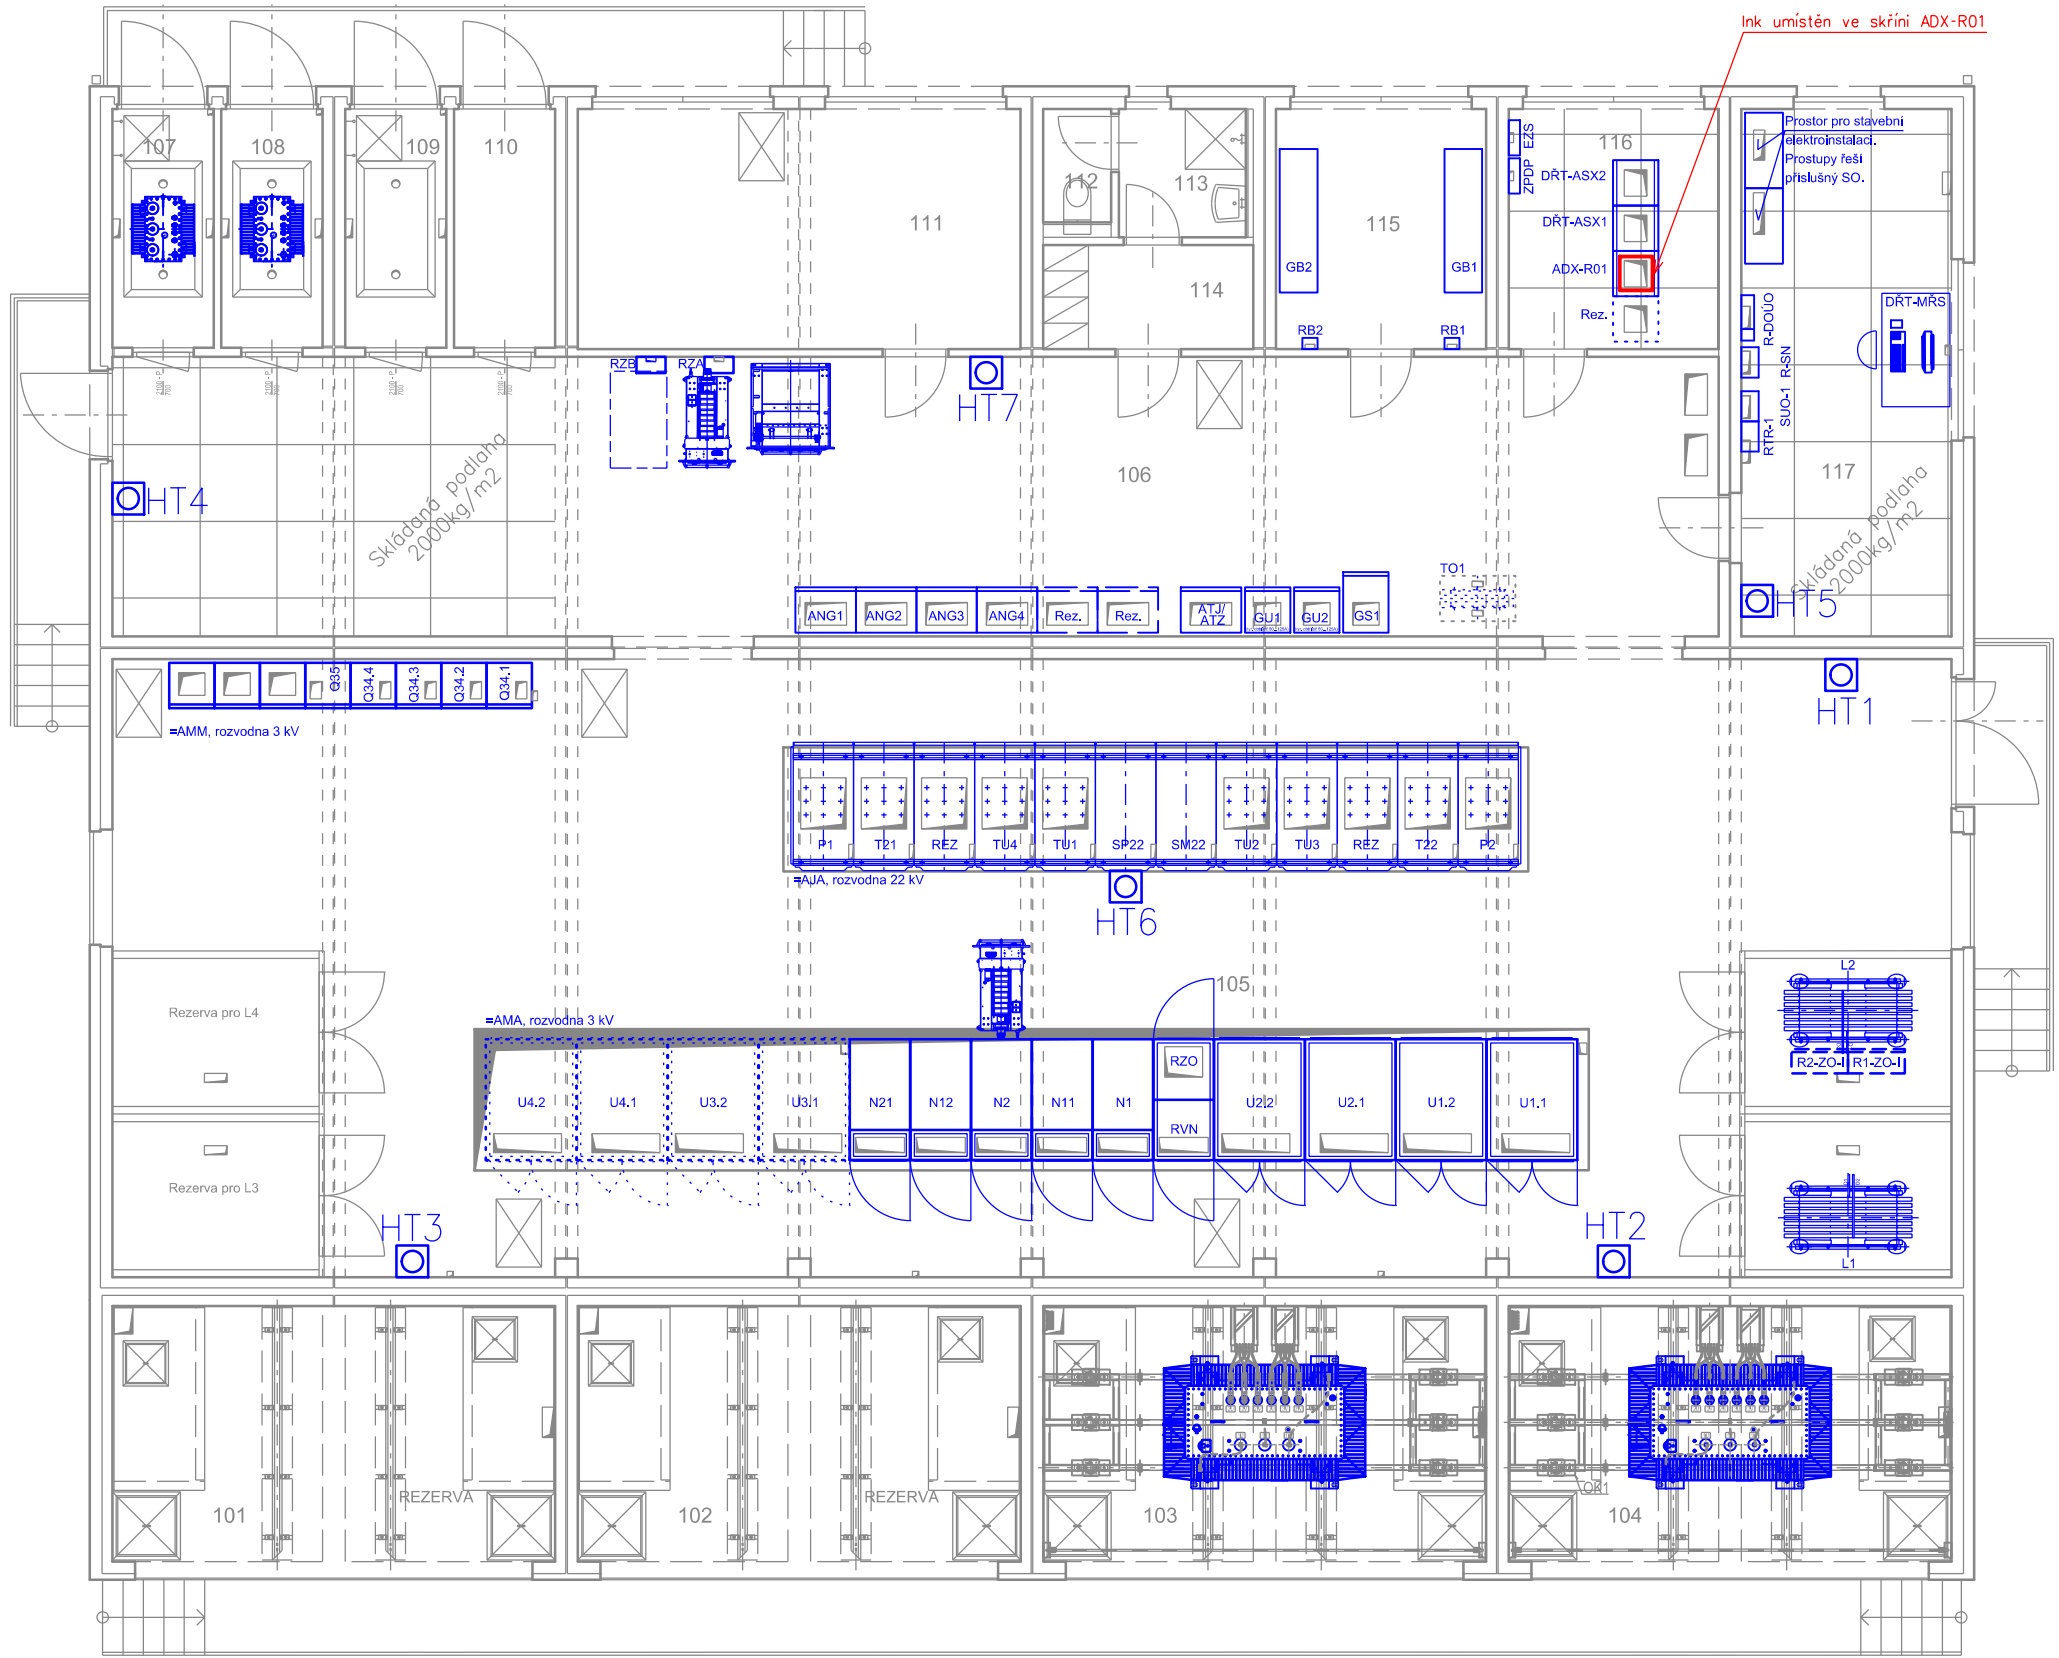 Ink umístěn ve skříni ADX-R01
107
108
109
110
111
112
113
114
115
116
117
EZS
ZPDP
DŘT-ASX2
DŘT-ASX1
ADX-R01
Rez.
Prostor pro stavební
elektroinstalaci.
Prostupy řeší
příslušný SO.
GB2
GB1
RB2
RB1
R-DOÚO
R-SN
SUO-1
RTR-1
DŘT-MŘS
RZB
RZA
HT7
HT4
106
Skládaná podlaha
2000kg/m2
Skládaná podlaha
2000kg/m2
HT5
TO1
ANG1
ANG2
ANG3
ANG4
Rez.
Rez.
ATJ/
ATZ
GU1
GU2
GS1
Q35
Q34.4
Q34.3
Q34.2
Q34.1
=AMM, rozvodna 3 kV
HT1
P1
T21
REZ
TU4
TU1
SP22
SM22
TU2
TU3
REZ
T22
P2
=AJA, rozvodna 22 kV
HT6
105
L2
R2-ZO-I
R1-ZO-I
Rezerva pro L4
=AMA, rozvodna 3 kV
U4.2
U4.1
U3.2
U3.1
N21
N12
N2
N11
N1
RZO
RVN
U2.2
U2.1
U1.2
U1.1
Rezerva pro L3
HT3
HT2
L1
101
REZERVA
102
REZERVA
103
104